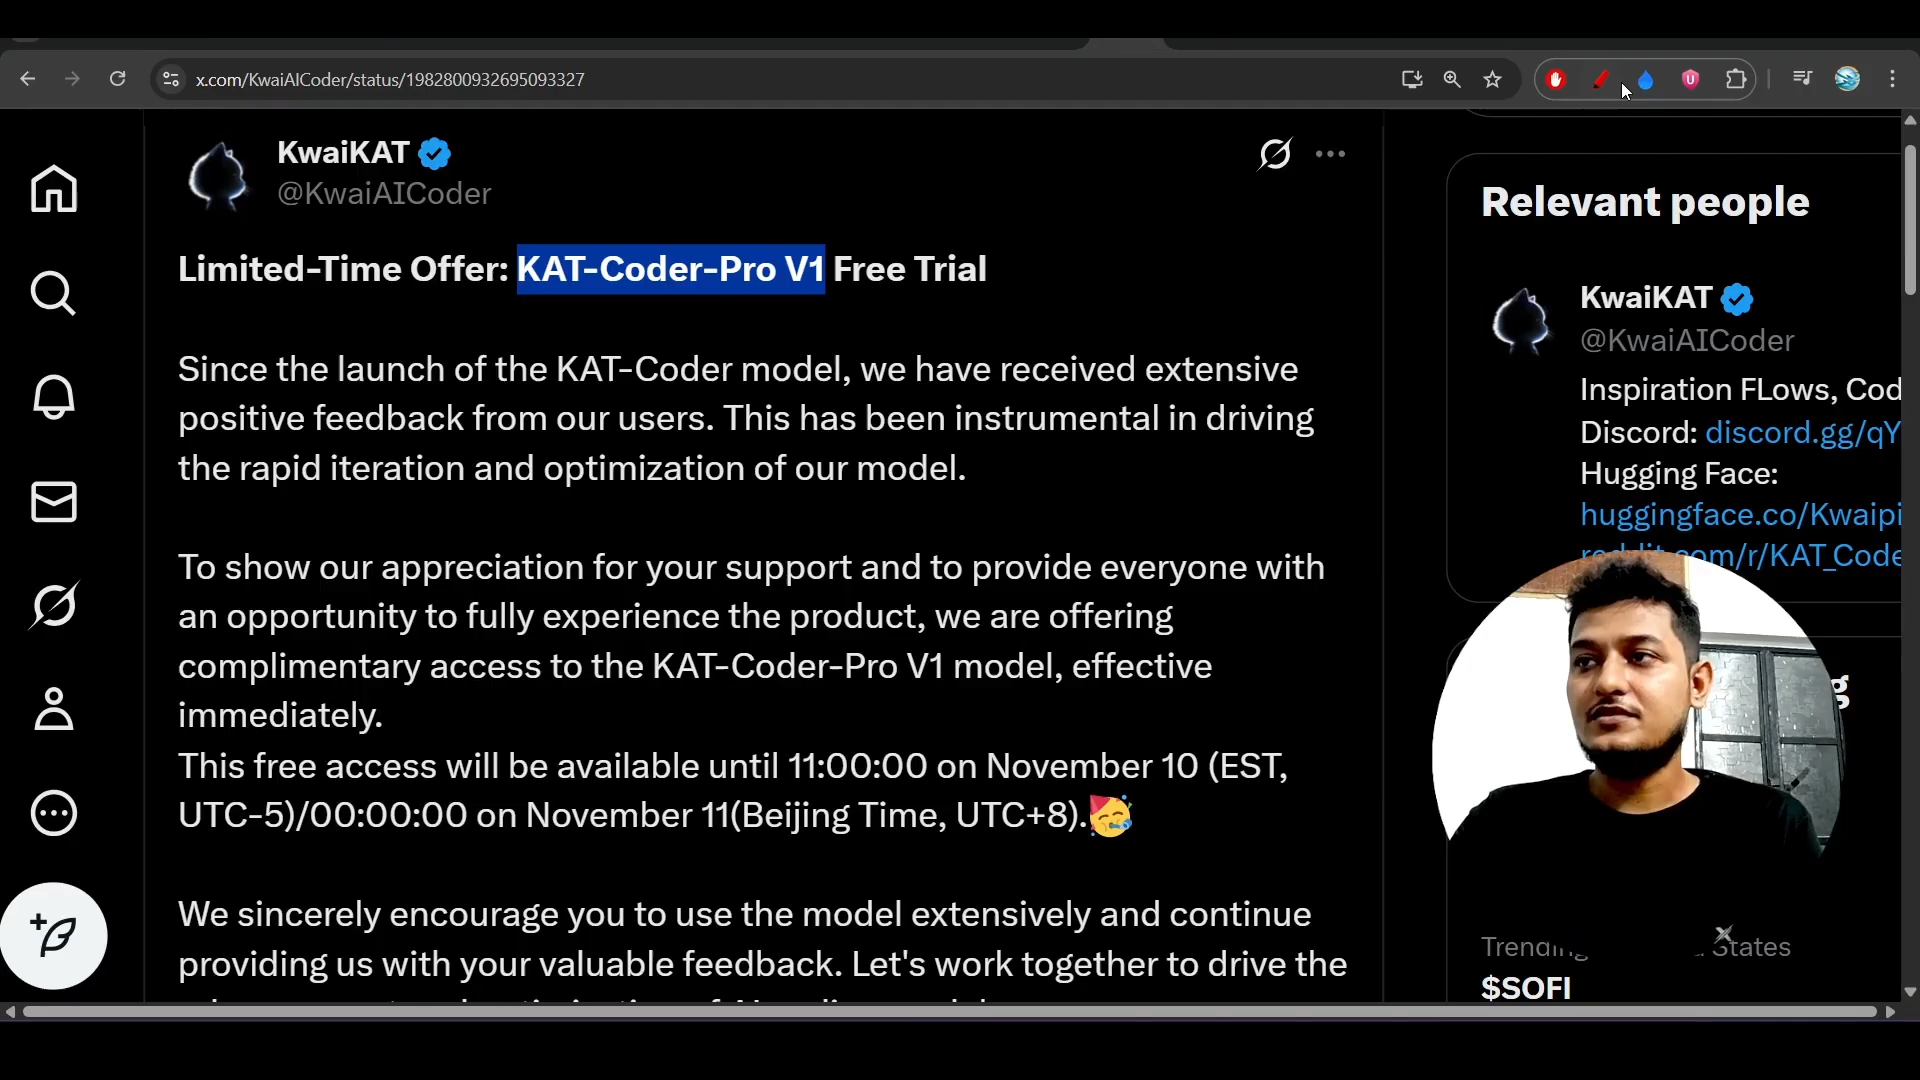 x.com/KwaiAICoder/status/1982800932695093327
KwaiKAT
@KwaiAICoder
Limited-Time Offer: KAT-Coder-Pro V1 Free Trial
Since the launch of the KAT-Coder model, we have received extensive
positive feedback from our users. This has been instrumental in driving
the rapid iteration and optimization of our model.
To show our appreciation for your support and to provide everyone with
an opportunity to fully experience the product, we are offering
complimentary access to the KAT-Coder-Pro V1 model, effective
immediately.
This free access will be available until 11:00:00 on November 10 (EST,
UTC-5)/00:00:00 on November 11(Beijing Time, UTC+8).🥳
We sincerely encourage you to use the model extensively and continue
providing us with your valuable feedback. Let's work together to drive the
Relevant people
KwaiKAT
@KwaiAICoder
Inspiration FLows, Cod
Discord: discord.gg/qY
Hugging Face:
huggingface.co/Kwaipi
reddit.com/r/KAT_Code
Trending
States
$SOFI